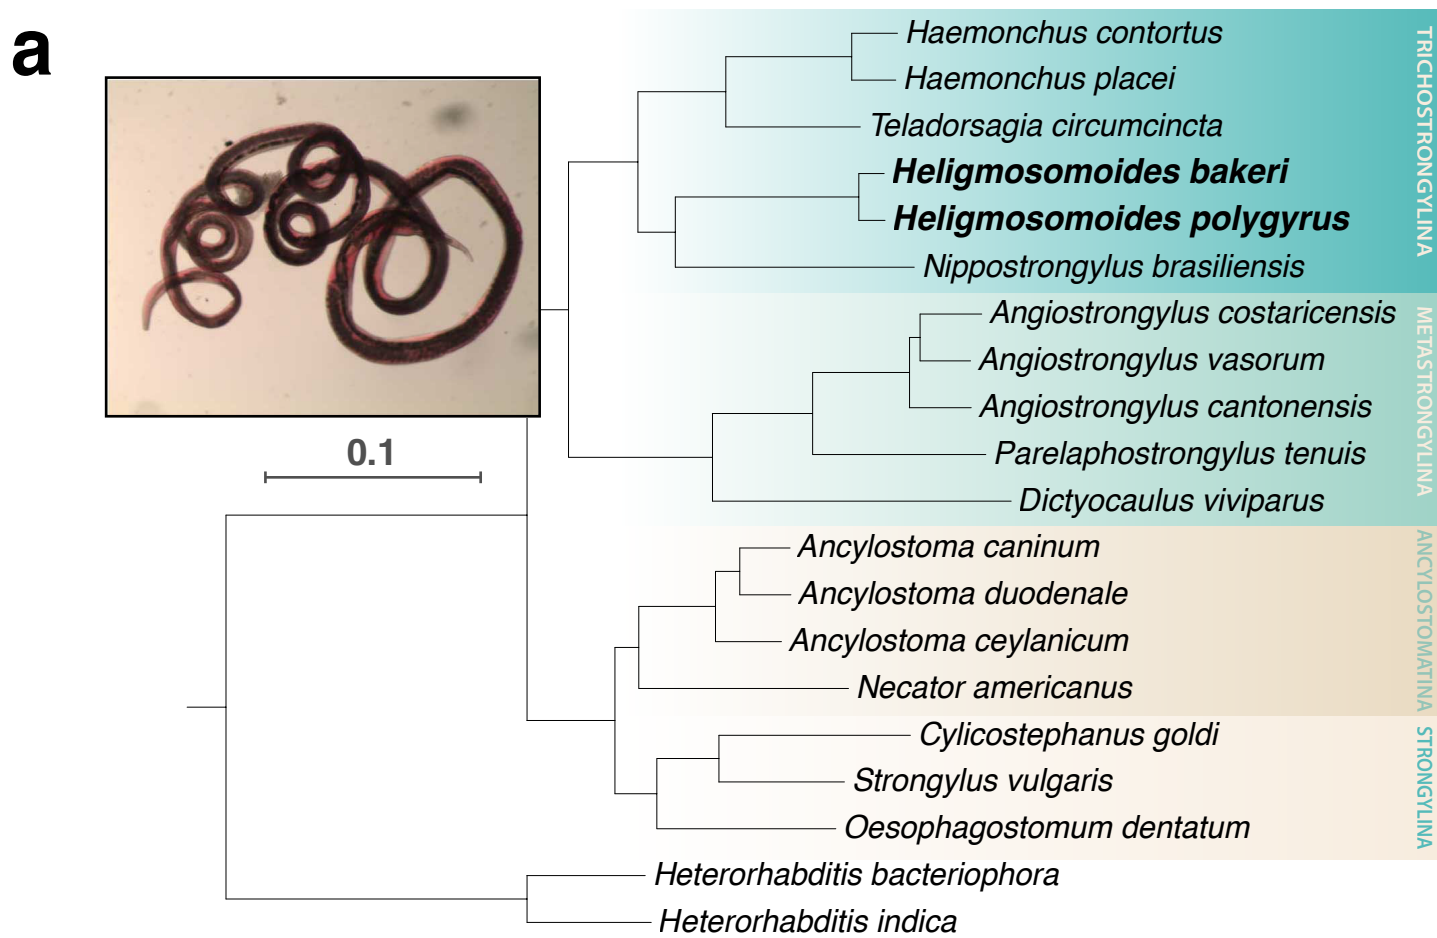 a
Haemonchus contortus
Haemonchus placei
Teladorsagia circumcincta
Heligmosomoides bakeri
Heligmosomoides polygyrus
Nippostrongylus brasiliensis
TRICHOSTRONGYLINA
Angiostrongylus costaricensis
Angiostrongylus vasorum
Angiostrongylus cantonensis
Parelaphostrongylus tenuis
Dictyocaulus viviparus
METASTRONGYLINA
0.1
Ancylostoma caninum
Ancylostoma duodenale
Ancylostoma ceylanicum
Necator americanus
ANCYLOSTOMATINA
Cylicostephanus goldi
Strongylus vulgaris
Oesophagostomum dentatum
STRONGYLINA
Heterorhabditis bacteriophora
Heterorhabditis indica